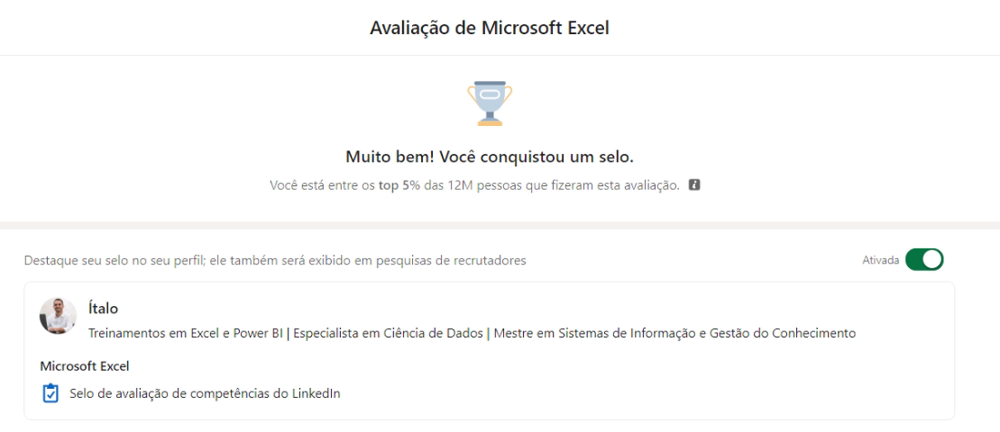 Avaliação de Microsoft Excel
Muito bem! Você conquistou um selo.
Você está entre os top 5% das 12M pessoas que fizeram esta avaliação.
Destaque seu selo no seu perfil; ele também será exibido em pesquisas de recrutadores
Ativada
Ítalo
Treinamentos em Excel e Power BI | Especialista em Ciência de Dados | Mestre em Sistemas de Informação e Gestão do Conhecimento
Microsoft Excel
Selo de avaliação de competências do LinkedIn